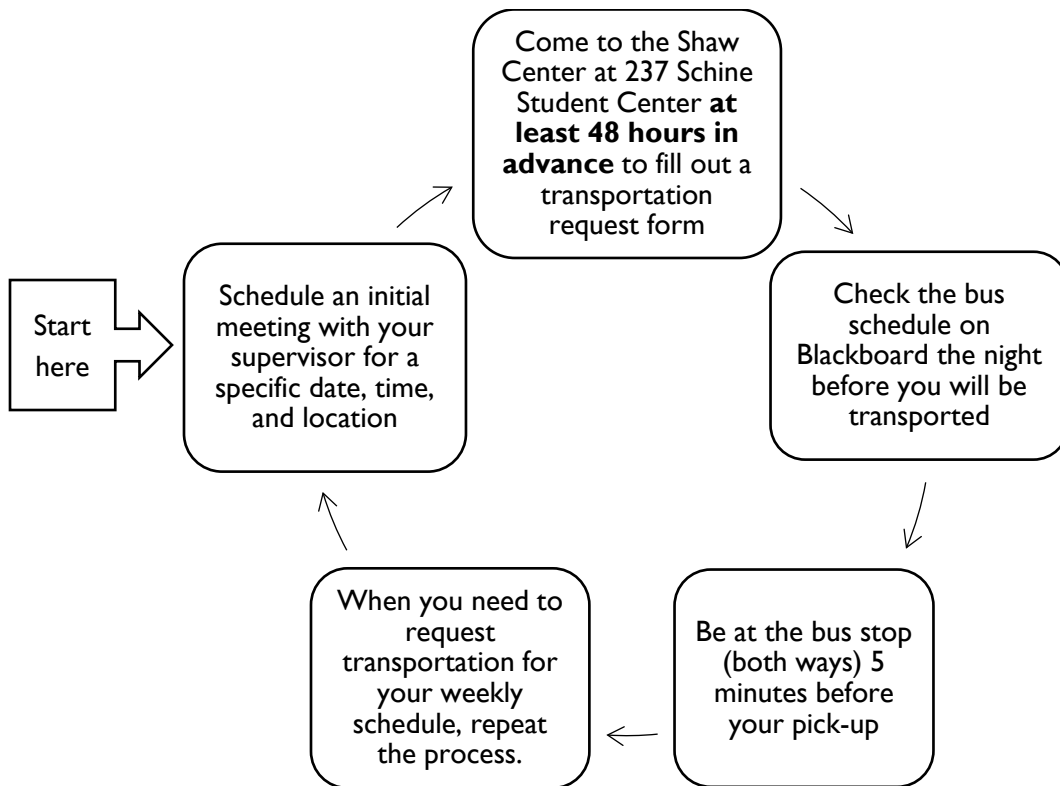 Start
here
Schedule an initial
meeting with your
supervisor for a
specific date, time,
and location
Come to the Shaw
Center at 237 Schine
Student Center at
least 48 hours in
advance to fill out a
transportation
request form
Check the bus
schedule on
Blackboard the night
before you will be
transported
Be at the bus stop
(both ways) 5
minutes before
your pick-up
When you need to
request
transportation for
your weekly
schedule, repeat
the process.